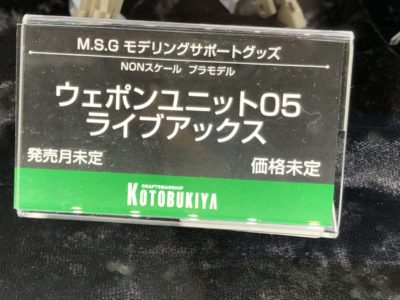 M.S.G モデリングサポートグッズ
NONスケール プラモデル
ウェポンユニット05
ライブアックス
発売月未定
価格未定
CRAFTSMANSHIP
KOTOBUKIYA